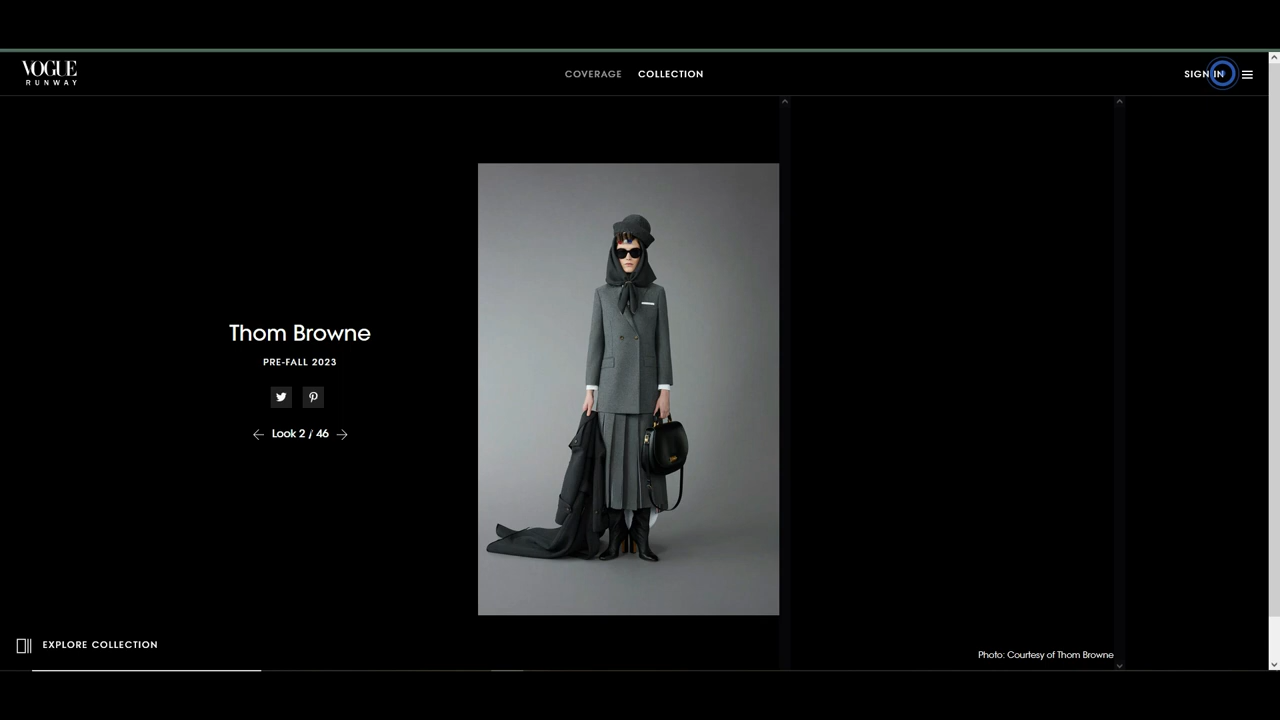 VOGUE
RUNWAY
COVERAGE COLLECTION
SIGN IN
Thom Browne
PRE-FALL 2023
Look 2 / 46
EXPLORE COLLECTION
Photo: Courtesy of Thom Browne